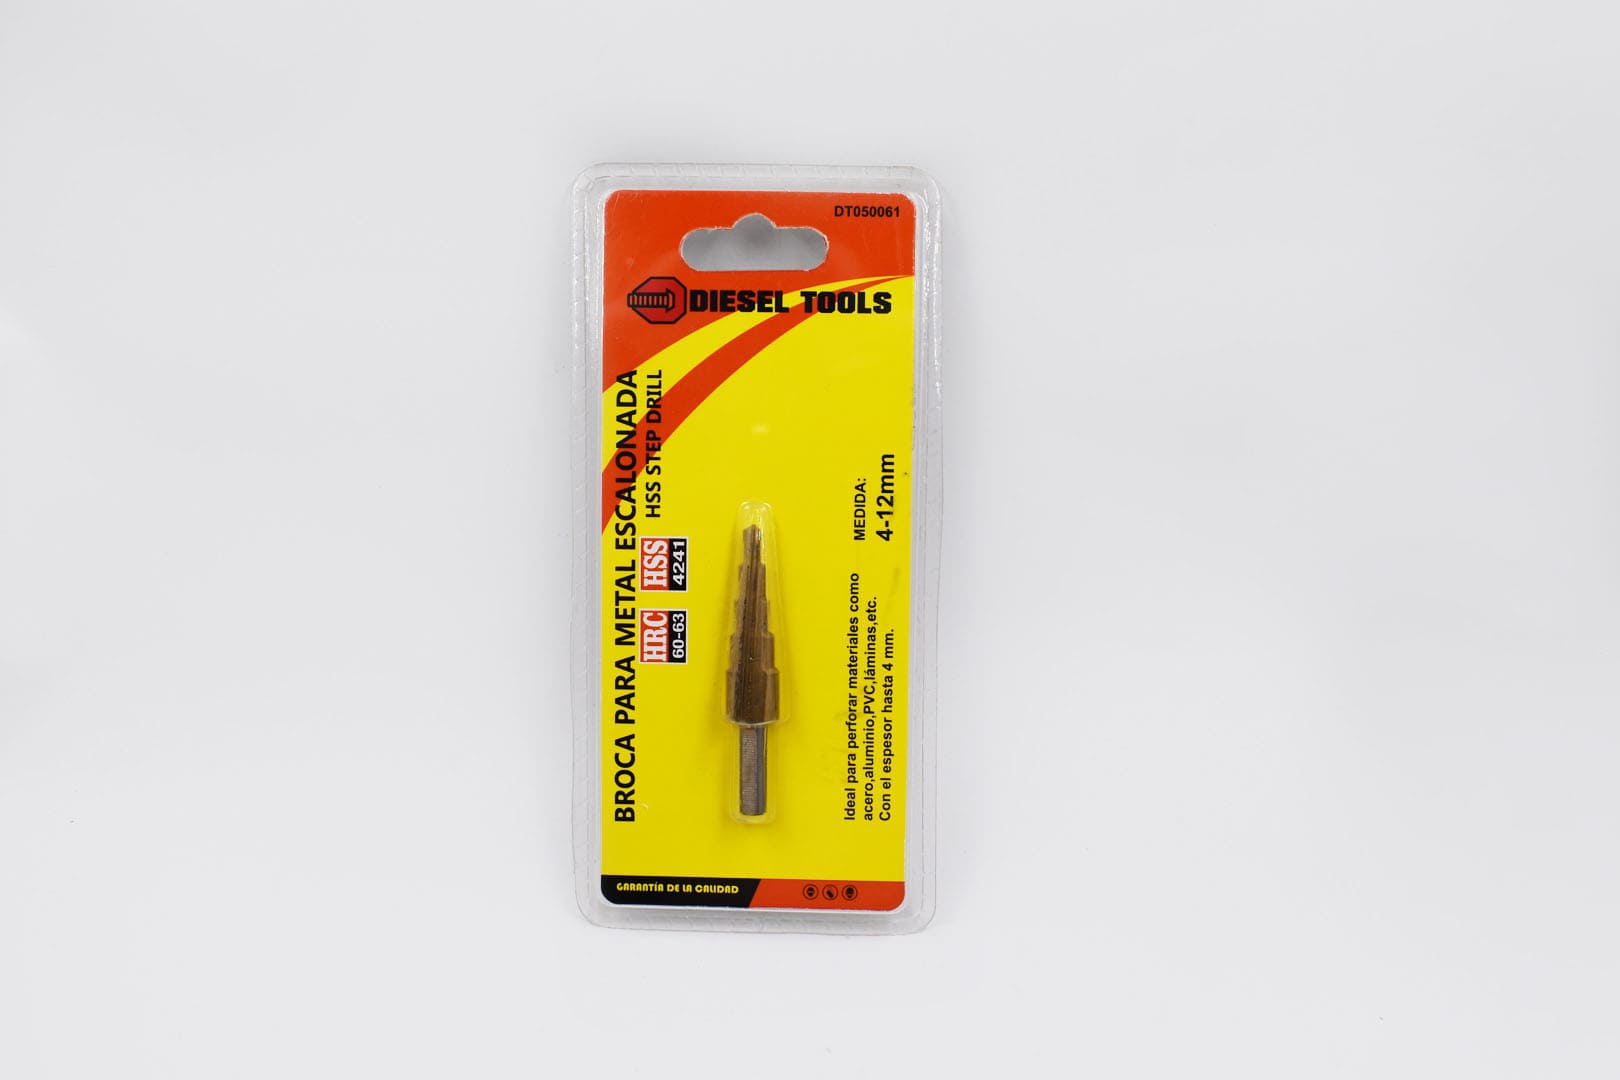 DT050061
DIESEL TOOLS
BROCA PARA METAL ESCALONADA
HSS STEP DRILL
HRC
60-63
HSS
4241
MEDIDA:
4-12mm
Ideal para perforar materiales como
acero,aluminio,PVC,láminas,etc.
Con el espesor hasta 4 mm.
GARANTÍA DE LA CALIDAD